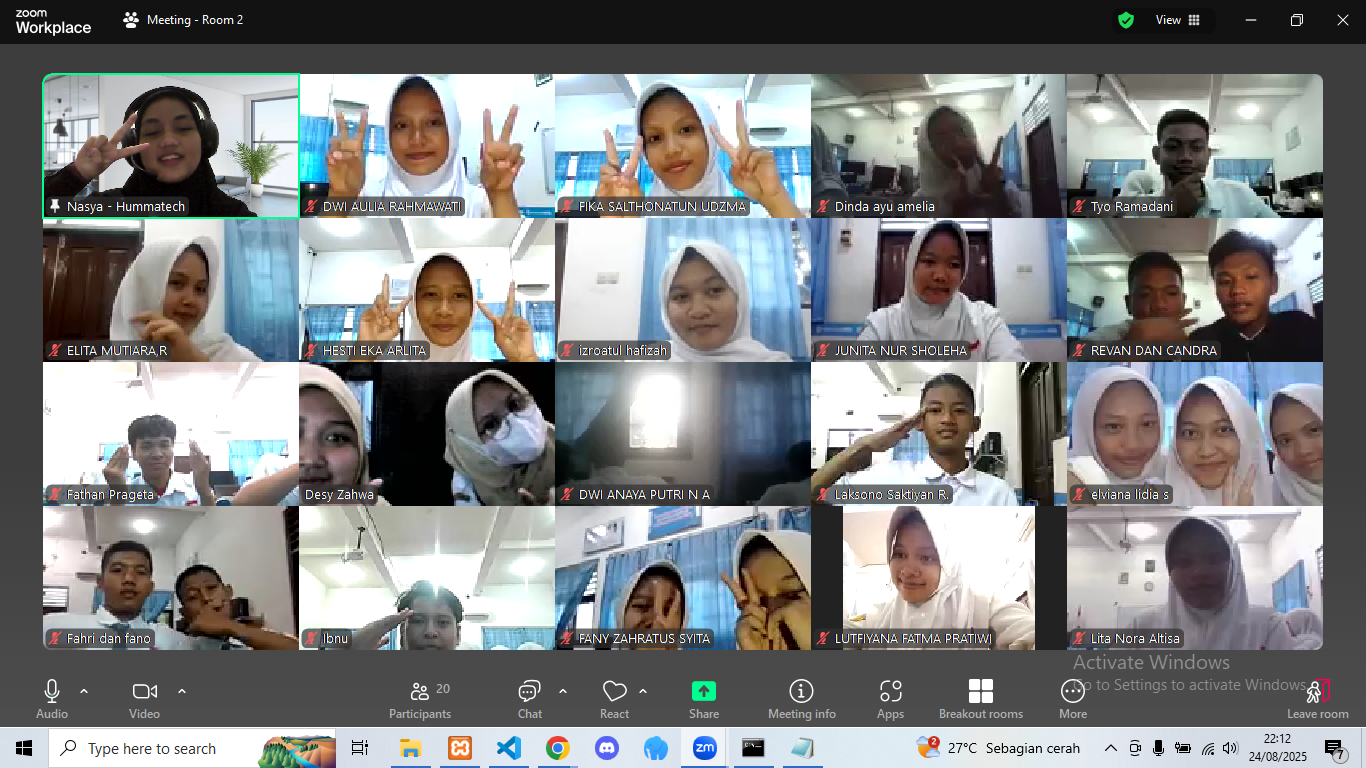 zoom
Workplace
Meeting - Room 2
View
Nasya - Hummatech
DWI AULIA RAHMAWATI
FIKA SALTHONATUN UDZMA
Dinda ayu amelia
Tyo Ramadani
ELITA MUTIARA,R
HESTI EKA ARLITA
izroatul hafizah
JUNITA NUR SHOLEHA
REVAN DAN CANDRA
Fathan Prageta
Desy Zahwa
DWI ANAYA PUTRI N A
Laksono Saktiyan R.
elviana lidia s
Fahri dan fano
Ibnu
FANY ZAHRATUS SYITA
LUTFIYANA FATMA PRATIWI
Lita Nora Altisa
Activate Windows
Go to Settings to activate Windows.
20
Audio
Video
Participants
Chat
React
Share
Meeting info
Apps
Breakout rooms
More
Leave room
Type here to search
zm
2
27°C Sebagian cerah
22:12
24/08/2025
7